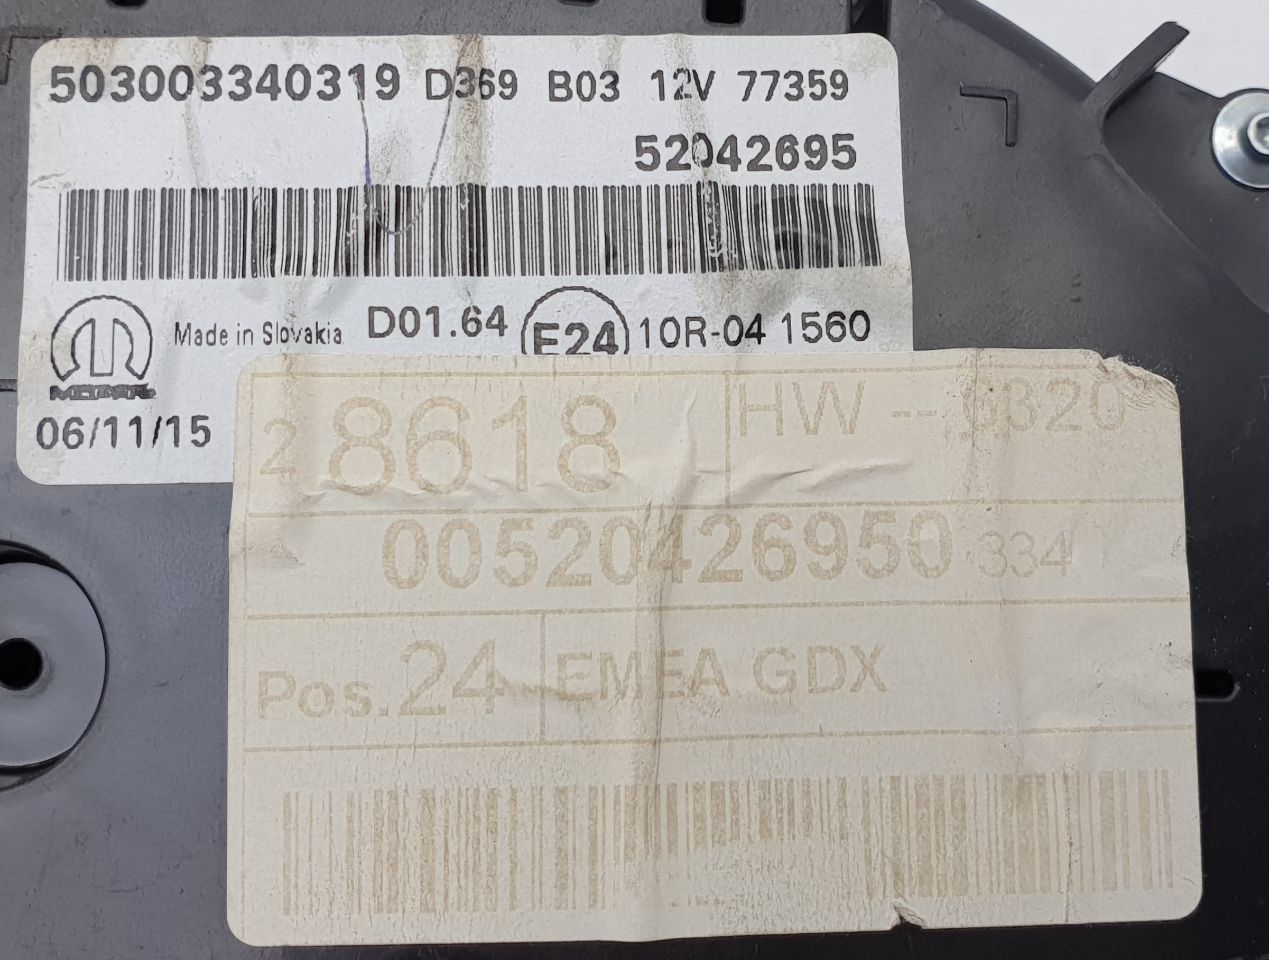 503003340319 D369 B03 12V 77359
52042695
Made in Slovakia D01.64 E24 10R-04 1560
06/11/15
2 8618 HW -- 320
00520426950 334
Pos.24 EMEA GDX